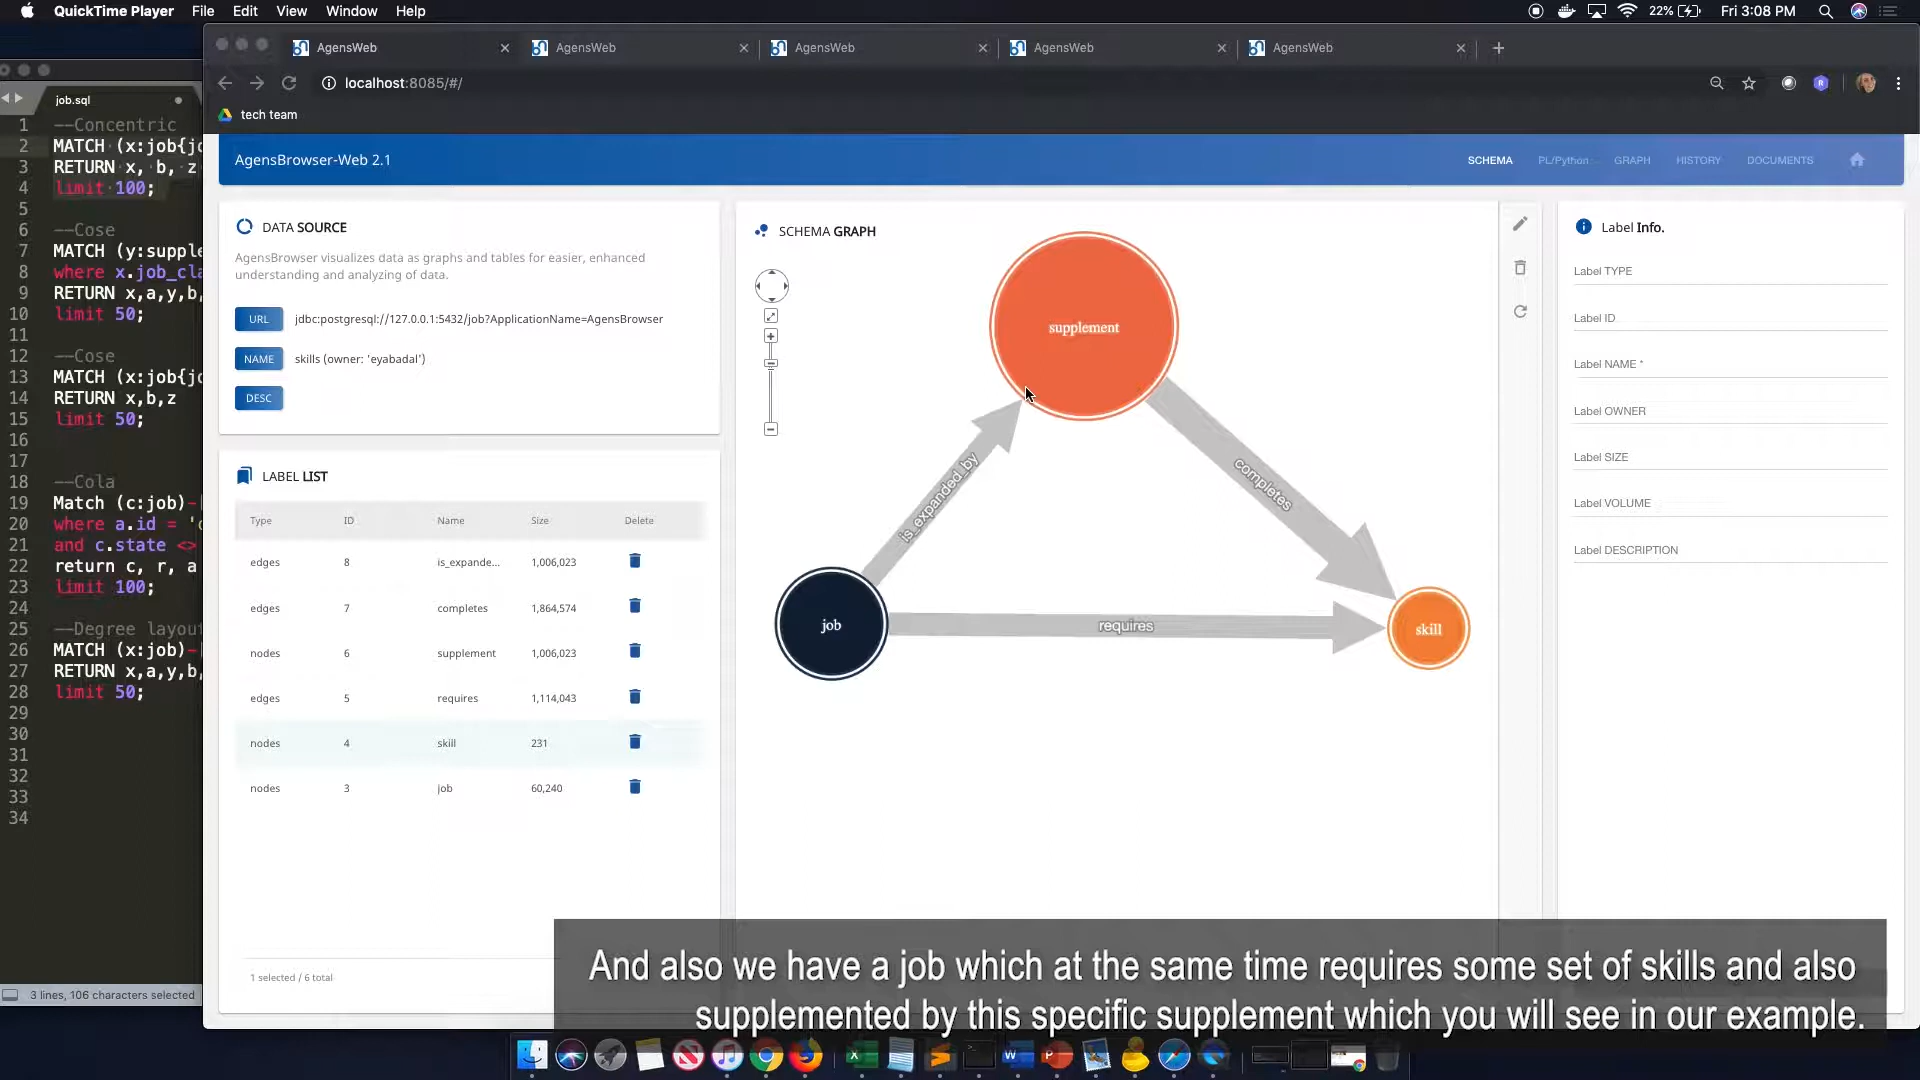 QuickTime Player File Edit View Window Help
22% Fri 3:08 PM
AgensWeb AgensWeb AgensWeb AgensWeb AgensWeb
localhost:8085/#/
tech team
job.sql
1 --Concentric
2 MATCH (x:job{jo
3 RETURN x, b, z
4 limit 100;
5
6 --Cose
7 MATCH (y:supple
8 where x.job_cla
9 RETURN x,a,y,b,
10 limit 50;
11
12 --Cose
13 MATCH (x:job{jo
14 RETURN x,b,z
15 limit 50;
16
17
18 --Cola
19 Match (c:job)-
20 where a.id = '
21 and c.state <>
22 return c, r, a
23 limit 100;
24
25 --Degree layout
26 MATCH (x:job)-
27 RETURN x,a,y,b,
28 limit 50;
29
30
31
32
33
34
3 lines, 106 characters selected
AgensBrowser-Web 2.1
SCHEMA PL/Python GRAPH HISTORY DOCUMENTS
DATA SOURCE
AgensBrowser visualizes data as graphs and tables for easier, enhanced
understanding and analyzing of data.
URL jdbc:postgresql://127.0.0.1:5432/job?ApplicationName=AgensBrowser
NAME skills (owner: 'eyabadal')
DESC
LABEL LIST
Type ID Name Size Delete
edges 8 is_expande... 1,006,023
edges 7 completes 1,864,574
nodes 6 supplement 1,006,023
edges 5 requires 1,114,043
nodes 4 skill 231
nodes 3 job 60,240
1 selected / 6 total
SCHEMA GRAPH
supplement
is_expanded_by
completes
job
requires
skill
Label Info.
Label TYPE
Label ID
Label NAME *
Label OWNER
Label SIZE
Label VOLUME
Label DESCRIPTION
And also we have a job which at the same time requires some set of skills and also
supplemented by this specific supplement which you will see in our example.